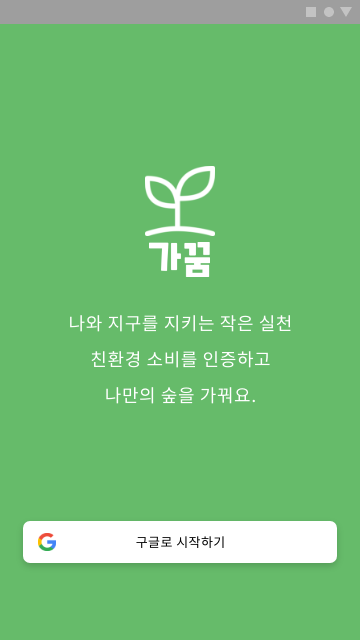 가꿈
나와 지구를 지키는 작은 실천
친환경 소비를 인증하고
나만의 숲을 가꿔요.
구글로 시작하기